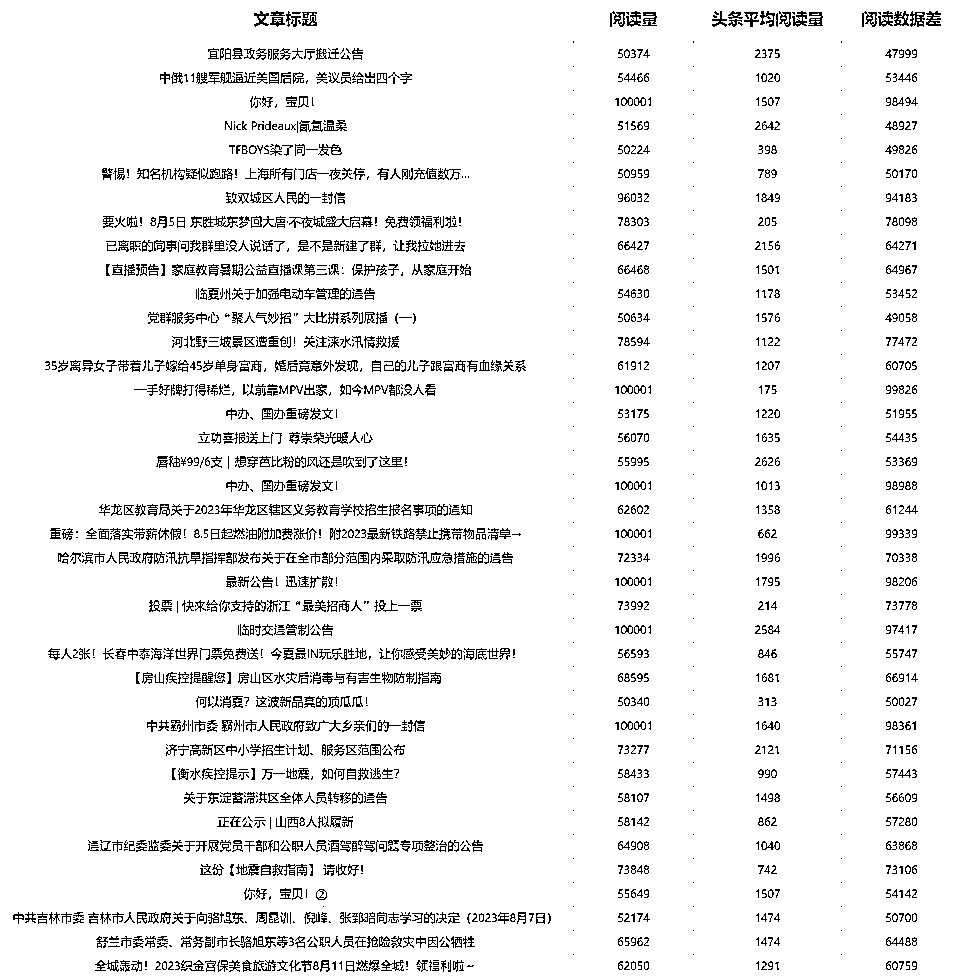 文章标题 阅读量 头条平均阅读量 阅读数据差
宜阳县政务服务大厅搬迁公告 50374 2375 47999
中俄11艘军舰逼近美国后院，美议员给出四个字 54466 1020 53446
你好，宝贝！ 100001 1507 98494
Nick Prideaux|氤氲温柔 51569 2642 48927
TFBOYS染了同一发色 50224 398 49826
警惕！知名机构疑似跑路！上海所有门店一夜关停，有人刚充值数万... 50959 789 50170
致双城区人民的一封信 96032 1849 94183
要火啦！8月5日 东胜城东梦回大唐·不夜城盛大启幕！免费领福利啦！ 78303 205 78098
已离职的同事问我群里没人说话了，是不是新建了群，让我拉她进去 66427 2156 64271
【直播预告】家庭教育暑期公益直播课第三课：保护孩子，从家庭开始 66468 1501 64967
临夏州关于加强电动车管理的通告 54630 1178 53452
党群服务中心“聚人气妙招”大比拼系列展播（一） 50634 1576 49058
河北野三坡景区遭重创！关注涞水汛情救援 78594 1122 77472
35岁离异女子带着儿子嫁给45岁单身富商，婚后竟意外发现，自己的儿子跟富商有血缘关系 61912 1207 60705
一手好牌打得稀烂，以前靠MPV出家，如今MPV都没人看 100001 175 99826
中办、国办重磅发文！ 53175 1220 51955
立功喜报送上门 尊崇荣光暖人心 56070 1635 54435
唇釉¥99/6支｜想穿芭比粉的风还是吹到了这里！ 55995 2626 53369
中办、国办重磅发文！ 100001 1013 98988
华龙区教育局关于2023年华龙区辖区义务教育学校招生报名事项的通知 62602 1358 61244
重磅：全面落实带薪休假！8.5日起燃油附加费涨价！附2023最新铁路禁止携带物品清单→ 100001 662 99339
哈尔滨市人民政府防汛抗旱指挥部发布关于在全市部分范围内采取防汛应急措施的通告 72334 1996 70338
最新公告！迅速扩散！ 100001 1795 98206
投票 | 快来给你支持的浙江“最美招商人”投上一票 73992 214 73778
临时交通管制公告 100001 2584 97417
每人2张！长春中泰海洋世界门票免费送！今夏最IN玩乐胜地，让你感受美妙的海底世界！ 56593 846 55747
【房山疾控提醒您】房山区水灾后消毒与有害生物防制指南 68595 1681 66914
何以消夏？这波新品真的顶瓜瓜！ 50340 313 50027
中共霸州市委 霸州市人民政府致广大乡亲们的一封信 100001 1640 98361
济宁高新区中小学招生计划、服务区范围公布 73277 2121 71156
【衡水疾控提示】万一地震，如何自救逃生？ 58433 990 57443
关于东淀蓄滞洪区全体人员转移的通告 58107 1498 56609
正在公示 | 山西8人拟履新 58142 862 57280
通辽市纪委监委关于开展党员干部和公职人员酒驾醉驾问题专项整治的公告 64908 1040 63868
这份【地震自救指南】 请收好！ 73848 742 73106
你好，宝贝！② 55649 1507 54142
中共吉林市委 吉林市人民政府关于向骆旭东、周昆训、倪峰、张郅晤同志学习的决定（2023年8月7日） 52174 1474 50700
舒兰市委常委、常务副市长骆旭东等3名公职人员在抢险救灾中因公牺牲 65962 1474 64488
全城轰动！2023织金宫保美食旅游文化节8月11日燃爆全城！领福利啦~ 62050 1291 60759